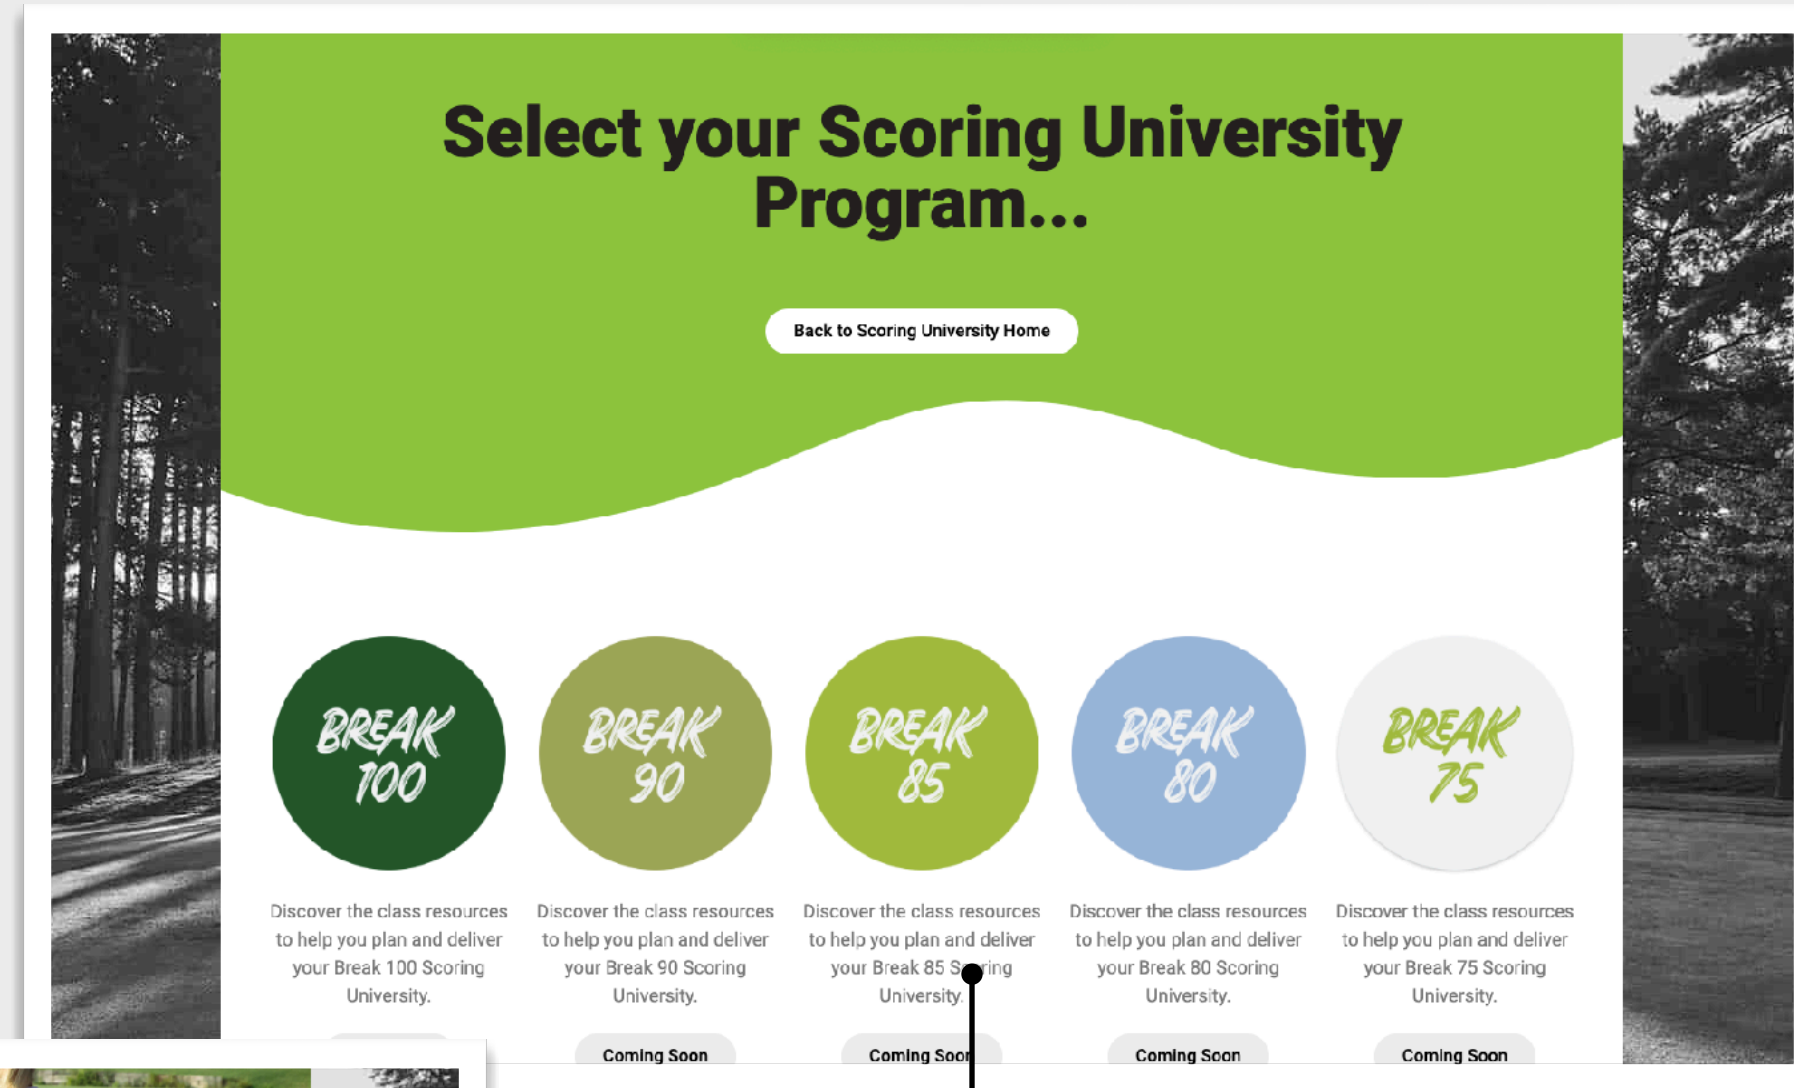 Select your Scoring University
Program...
Back to Scoring University Home
BREAK
100
BREAK
90
BREAK
85
BREAK
80
BREAK
75
Discover the class resources
to help you plan and deliver
your Break 100 Scoring
University.
Discover the class resources
to help you plan and deliver
your Break 90 Scoring
University.
Discover the class resources
to help you plan and deliver
your Break 85 Scoring
University.
Discover the class resources
to help you plan and deliver
your Break 80 Scoring
University.
Discover the class resources
to help you plan and deliver
your Break 75 Scoring
University.
Coming Soon
Coming Soon
Coming Soon
Coming Soon